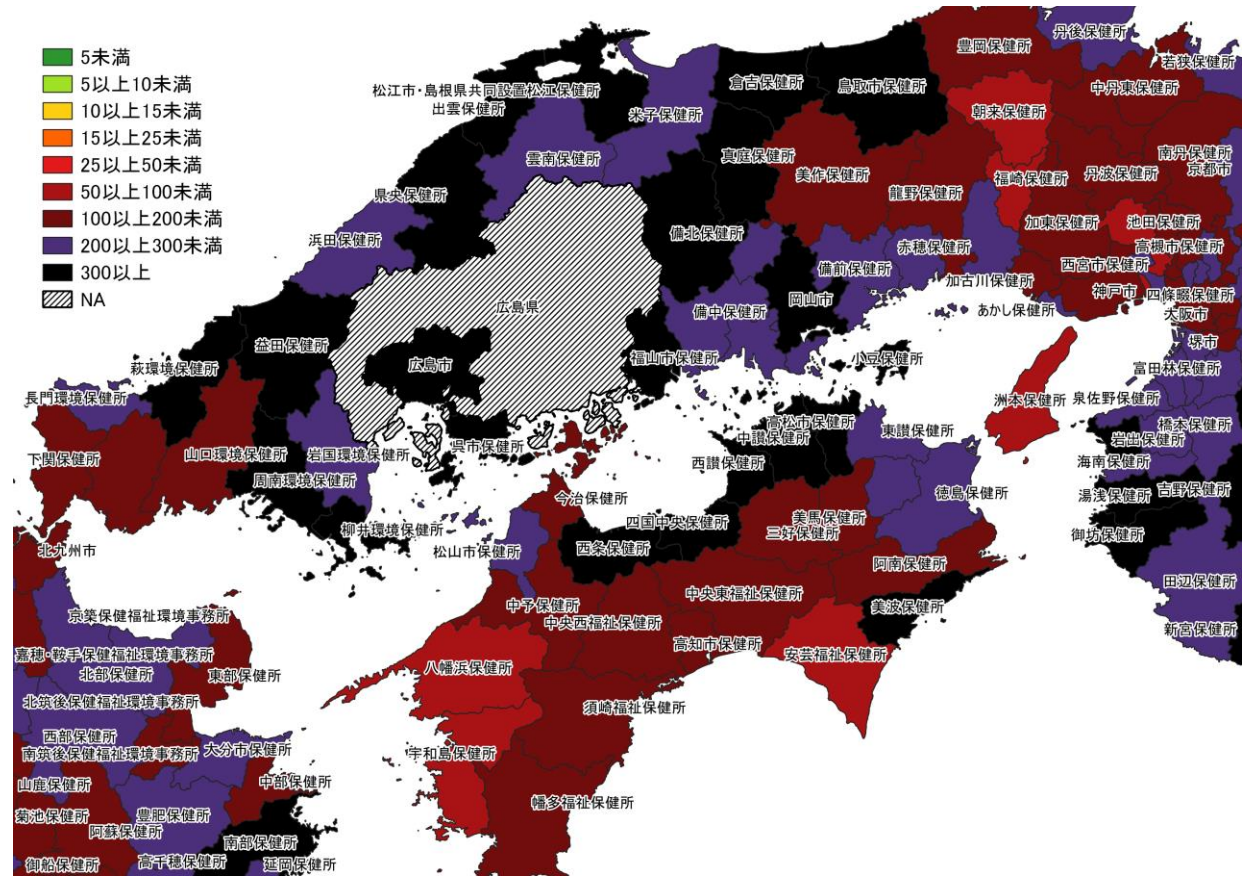 5未満
5以上10未満
10以上15未満
15以上25未満
25以上50未満
50以上100未満
100以上200未満
200以上300未満
300以上
NA
丹後保健所
豊岡保健所
若狭保健所
松江市・島根県共同設置松江保健所
倉吉保健所
鳥取市保健所
中丹東保健所
出雲保健所
米子保健所
朝来保健所
雲南保健所
真庭保健所
美作保健所
南丹保健所
京都市
龍野保健所
福崎保健所
丹波保健所
県央保健所
浜田保健所
備北保健所
加東保健所
池田保健所
赤穂保健所
高槻市保健所
備前保健所
西宮市保健所
加古川保健所
神戸市
四條畷保健所
広島県
備中保健所
岡山市
あかし保健所
大阪市
益田保健所
萩環境保健所
広島市
福山市保健所
小豆保健所
堺市
富田林保健所
長門環境保健所
洲本保健所
泉佐野保健所
高松市保健所
東讃保健所
橋本保健所
下関保健所
山口環境保健所
岩国環境保健所
呉市保健所
中讃保健所
岩出保健所
西讃保健所
海南保健所
周南環境保健所
徳島保健所
吉野保健所
今治保健所
湯浅保健所
柳井環境保健所
四国中央保健所
美馬保健所
三好保健所
御坊保健所
北九州市
松山市保健所
西条保健所
阿南保健所
田辺保健所
京築保健福祉環境事務所
中予保健所
中央東福祉保健所
美波保健所
中央西福祉保健所
新宮保健所
嘉穂・鞍手保健福祉環境事務所
高知市保健所
安芸福祉保健所
北部保健所
東部保健所
八幡浜保健所
北筑後保健福祉環境事務所
須崎福祉保健所
西部保健所
南筑後保健福祉環境事務所
大分市保健所
宇和島保健所
山鹿保健所
中部保健所
幡多福祉保健所
菊池保健所
豊肥保健所
阿蘇保健所
南部保健所
御船保健所
高千穂保健所
延岡保健所